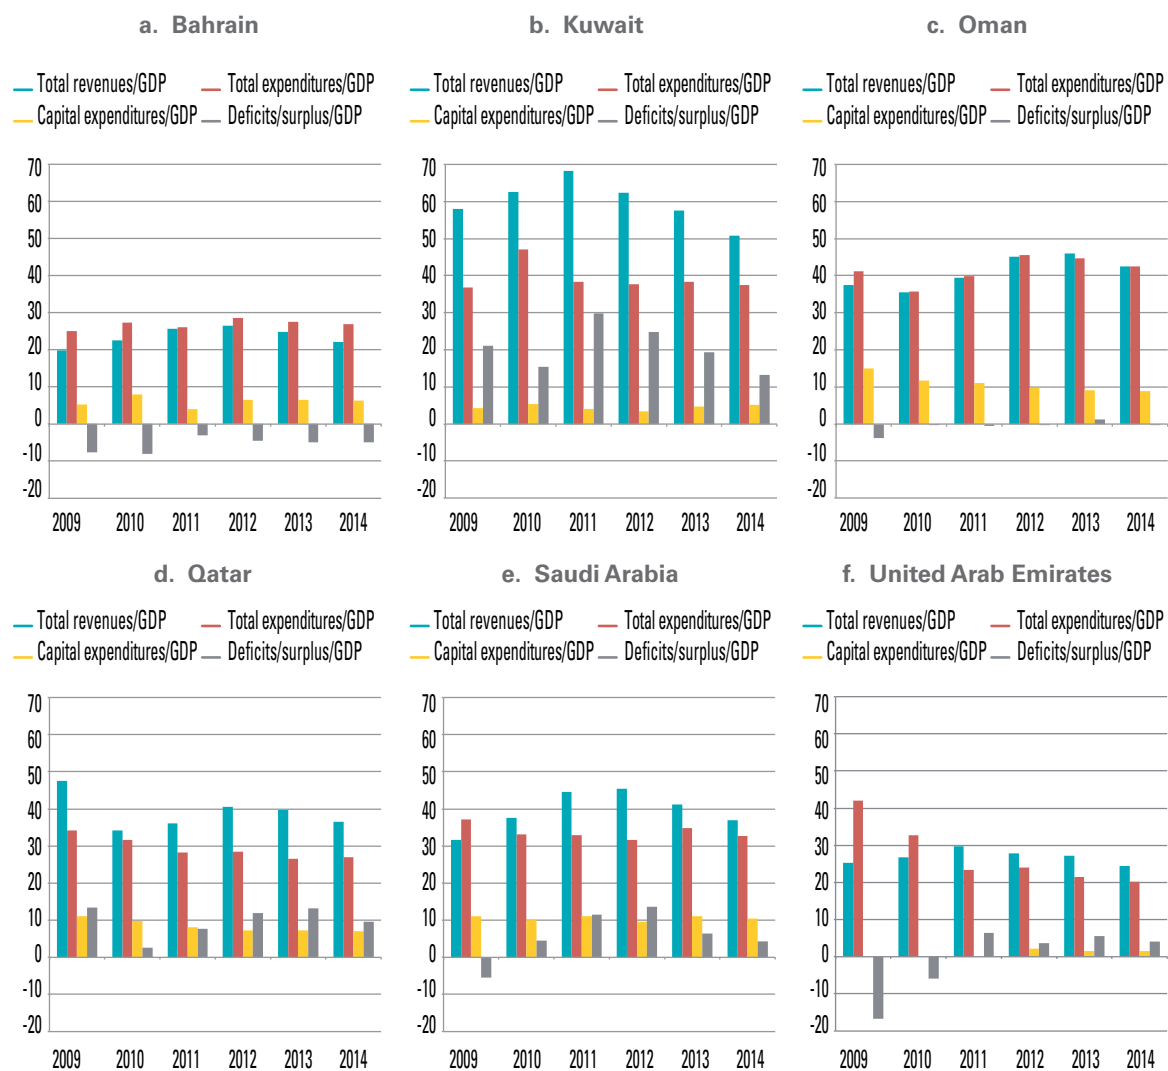 a. Bahrain
Total revenues/GDP Total expenditures/GDP
Capital expenditures/GDP Deficits/surplus/GDP
70
60
50
40
30
20
10
0
-10
-20
2009 2010 2011 2012 2013 2014
b. Kuwait
Total revenues/GDP Total expenditures/GDP
Capital expenditures/GDP Deficits/surplus/GDP
70
60
50
40
30
20
10
0
-10
-20
2009 2010 2011 2012 2013 2014
c. Oman
Total revenues/GDP Total expenditures/GDP
Capital expenditures/GDP Deficits/surplus/GDP
70
60
50
40
30
20
10
0
-10
-20
2009 2010 2011 2012 2013 2014
d. Qatar
Total revenues/GDP Total expenditures/GDP
Capital expenditures/GDP Deficits/surplus/GDP
70
60
50
40
30
20
10
0
-10
-20
2009 2010 2011 2012 2013 2014
e. Saudi Arabia
Total revenues/GDP Total expenditures/GDP
Capital expenditures/GDP Deficits/surplus/GDP
70
60
50
40
30
20
10
0
-10
-20
2009 2010 2011 2012 2013 2014
f. United Arab Emirates
Total revenues/GDP Total expenditures/GDP
Capital expenditures/GDP Deficits/surplus/GDP
70
60
50
40
30
20
10
0
-10
-20
2009 2010 2011 2012 2013 2014